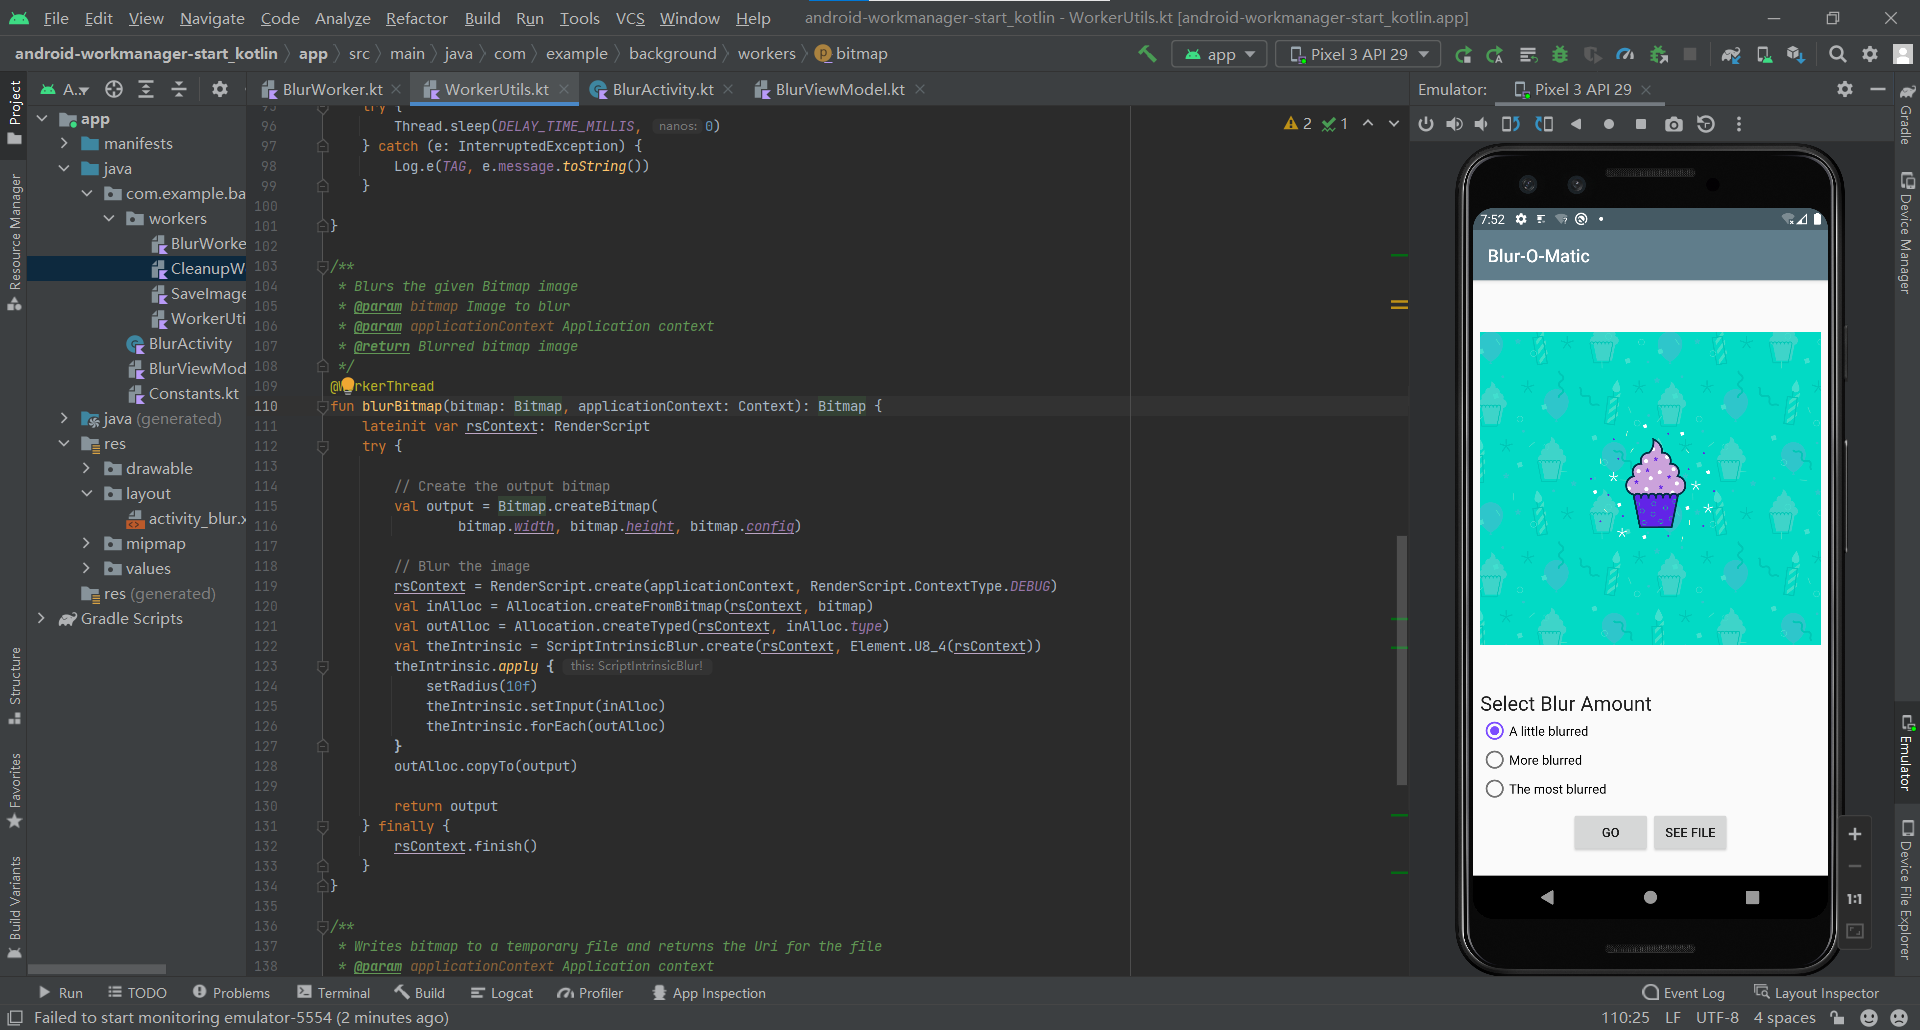 File Edit View Navigate Code Analyze Refactor Build Run Tools VCS Window Help android-workmanager-start_kotlin - WorkerUtils.kt [android-workmanager-start_kotlin.app]
android-workmanager-start_kotlin app src main java com example background workers bitmap app Pixel 3 API 29
A... BlurWorker.kt WorkerUtils.kt BlurActivity.kt BlurViewModel.kt Emulator: Pixel 3 API 29
Project
Resource Manager
Structure
Favorites
Build Variants
app
manifests
java
com.example.ba
workers
BlurWorke
CleanupW
SaveImage
WorkerUti
BlurActivity
BlurViewMod
Constants.kt
java (generated)
res
drawable
layout
activity_blur.x
mipmap
values
res (generated)
Gradle Scripts
2 1
95 try {
96 Thread.sleep(DELAY_TIME_MILLIS, nanos: 0)
97 } catch (e: InterruptedException) {
98 Log.e(TAG, e.message.toString())
99 }
100
101 }
102
103 /**
104 * Blurs the given Bitmap image
105 * @param bitmap Image to blur
106 * @param applicationContext Application context
107 * @return Blurred bitmap image
108 */
109 @WorkerThread
110 fun blurBitmap(bitmap: Bitmap, applicationContext: Context): Bitmap {
111 lateinit var rsContext: RenderScript
112 try {
113
114 // Create the output bitmap
115 val output = Bitmap.createBitmap(
116 bitmap.width, bitmap.height, bitmap.config)
117
118 // Blur the image
119 rsContext = RenderScript.create(applicationContext, RenderScript.ContextType.DEBUG)
120 val inAlloc = Allocation.createFromBitmap(rsContext, bitmap)
121 val outAlloc = Allocation.createTyped(rsContext, inAlloc.type)
122 val theIntrinsic = ScriptIntrinsicBlur.create(rsContext, Element.U8_4(rsContext))
123 theIntrinsic.apply { this: ScriptIntrinsicBlur!
124 setRadius(10f)
125 theIntrinsic.setInput(inAlloc)
126 theIntrinsic.forEach(outAlloc)
127 }
128 outAlloc.copyTo(output)
129
130 return output
131 } finally {
132 rsContext.finish()
133 }
134 }
135
136 /**
137 * Writes bitmap to a temporary file and returns the Uri for the file
138 * @param applicationContext Application context
7:52
Blur-O-Matic
Select Blur Amount
A little blurred
More blurred
The most blurred
GO SEE FILE
1:1
Gradle
Device Manager
Emulator
Device File Explorer
Run TODO Problems Terminal Build Logcat Profiler App Inspection Event Log Layout Inspector
Failed to start monitoring emulator-5554 (2 minutes ago) 110:25 LF UTF-8 4 spaces